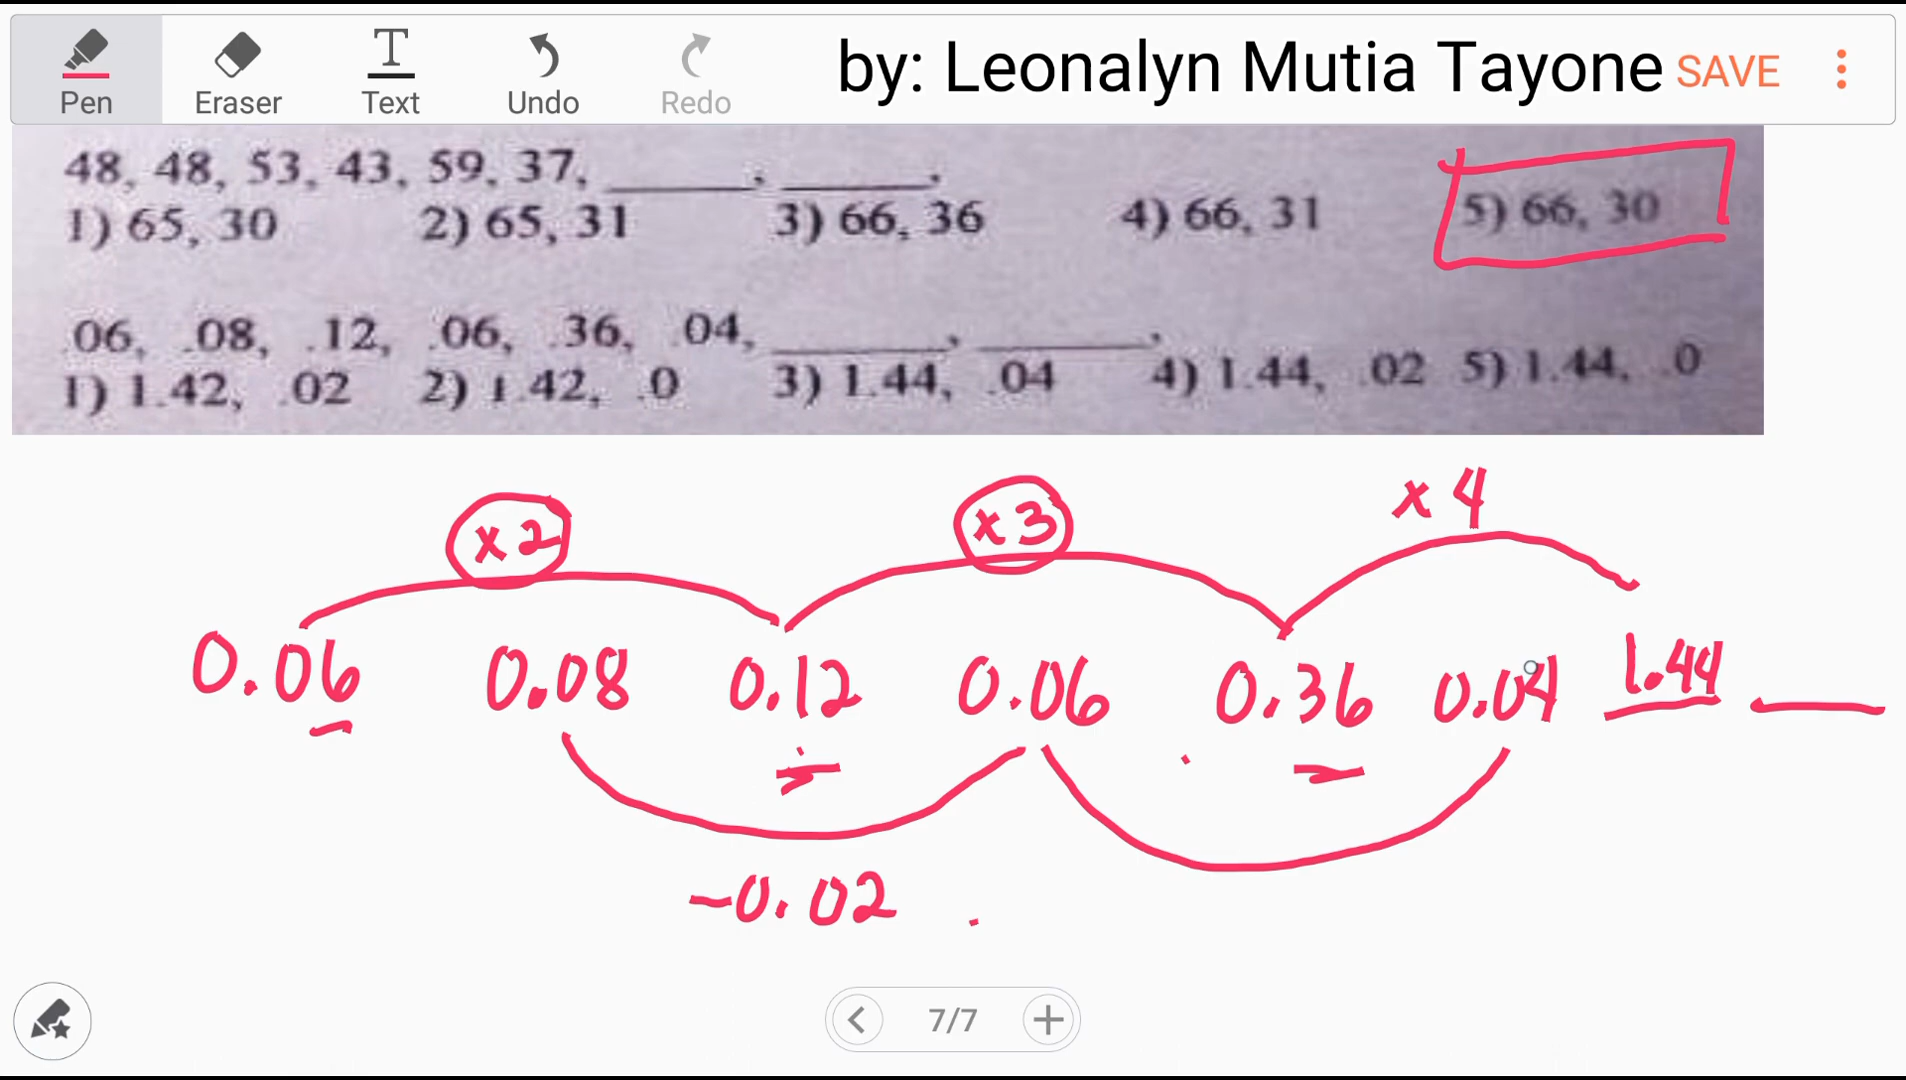 Pen Eraser Text Undo Redo by: Leonalyn Mutia Tayone SAVE
48, 48, 53, 43, 59, 37, ______, ______.
1) 65, 30 2) 65, 31 3) 66, 36 4) 66, 31 5) 66, 30
.06, .08, .12, .06, .36, .04, ______, ______.
1) 1.42, .02 2) 1.42, .0 3) 1.44, .04 4) 1.44, .02 5) 1.44, .0
x 2 x 3 x 4
0.06 0.08 0.12 0.06 0.36 0.04 1.44 ____
-0.02
7/7